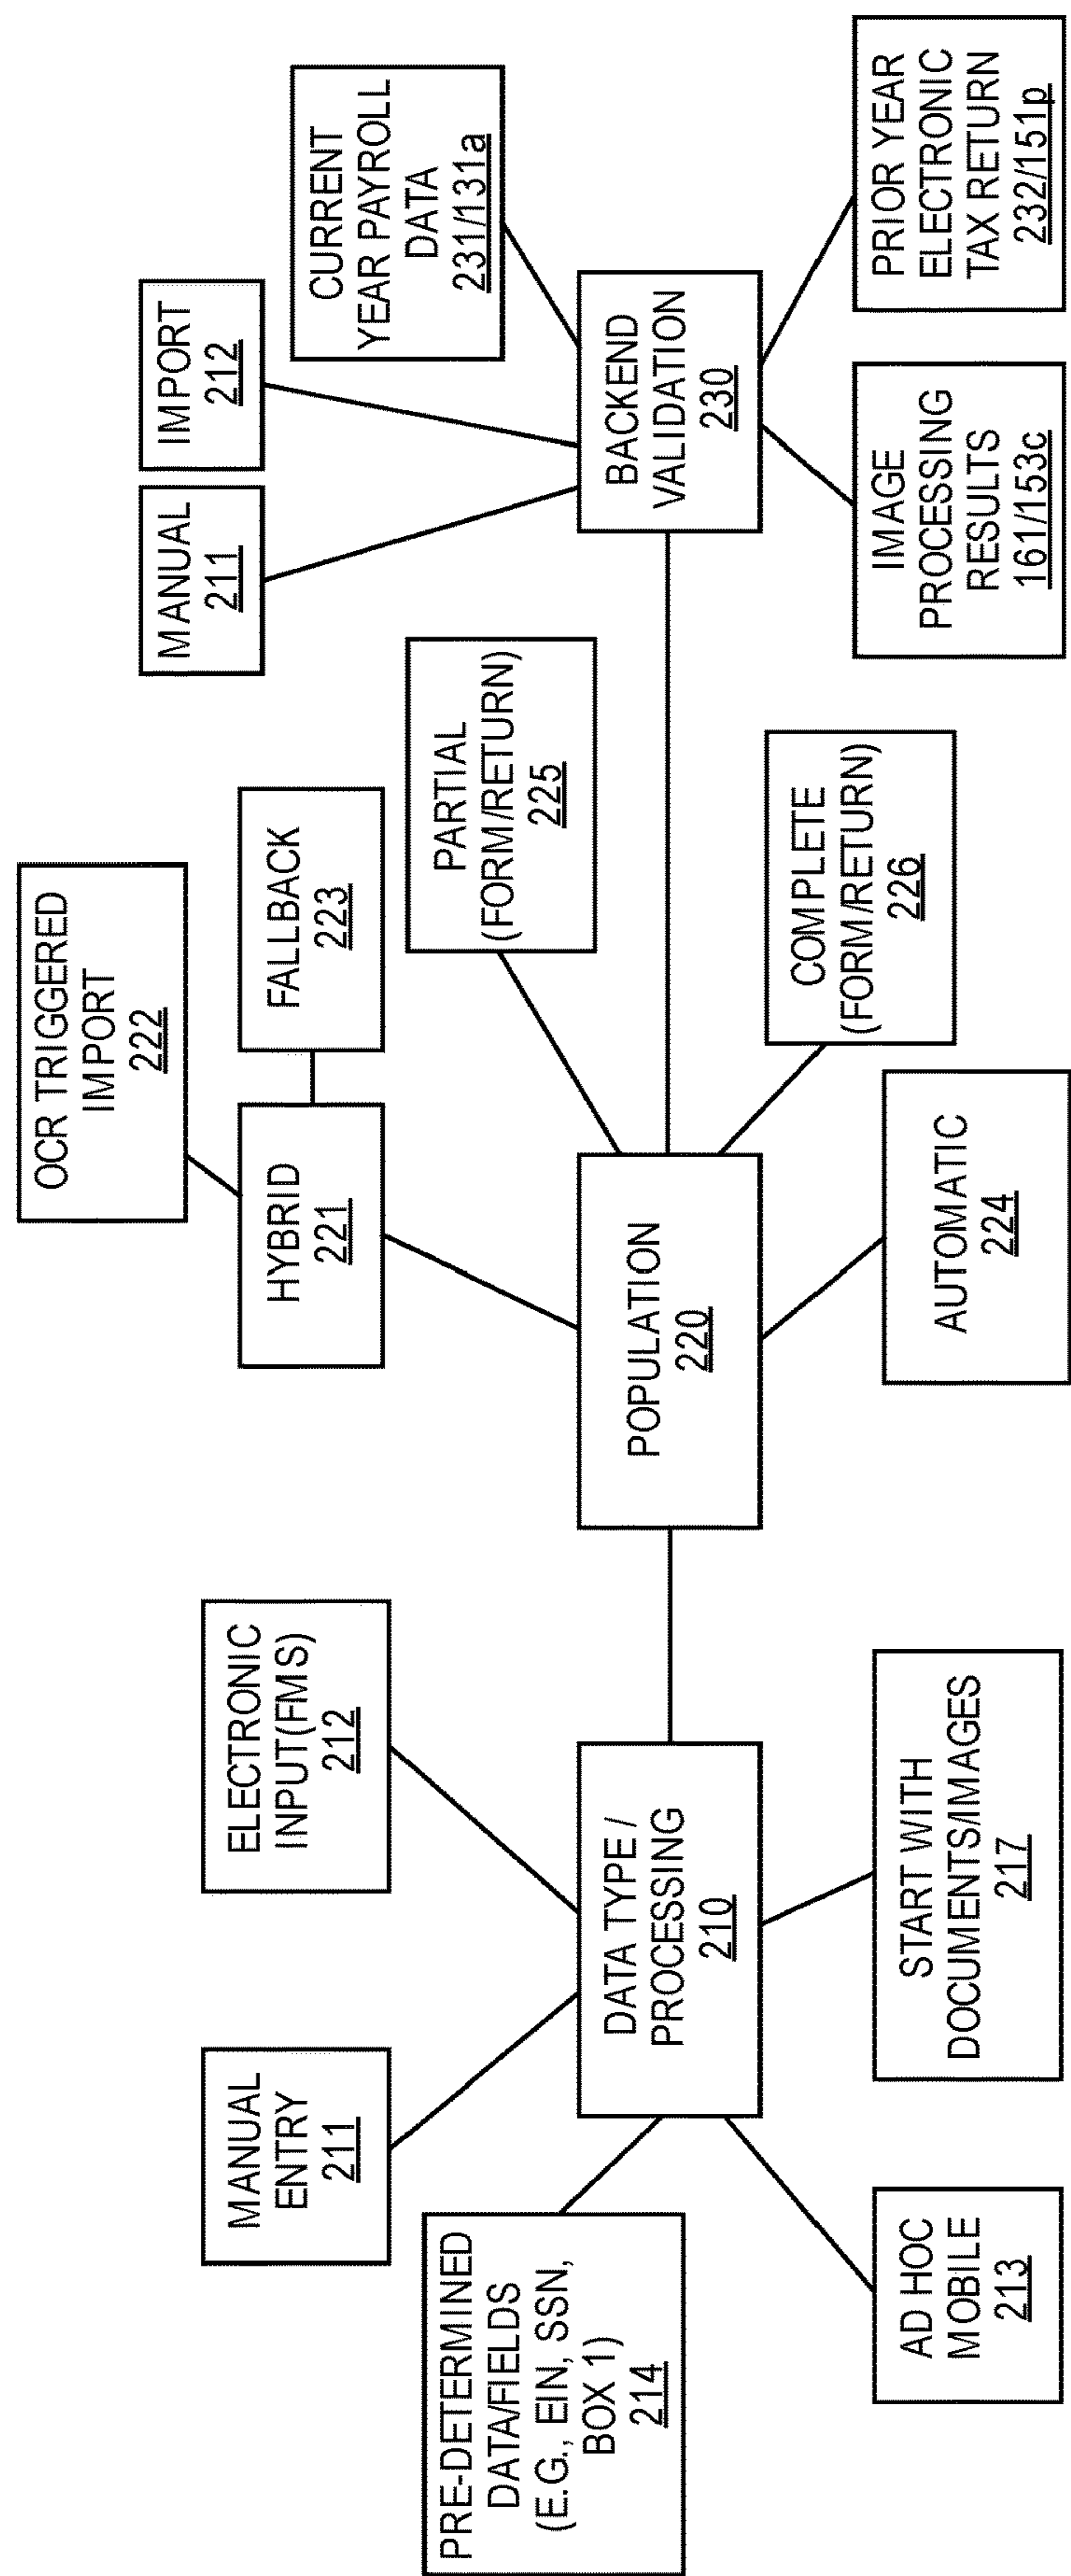 PRE-DETERMINED
DATA/FIELDS
(E.G., EIN, SSN,
BOX 1)
214
MANUAL
ENTRY
211
ELECTRONIC
INPUT(FMS)
212
DATA TYPE /
PROCESSING
210
AD HOC
MOBILE
213
START WITH
DOCUMENTS/IMAGES
217
OCR TRIGGERED
IMPORT
222
HYBRID
221
FALLBACK
223
POPULATION
220
PARTIAL
(FORM/RETURN)
225
AUTOMATIC
224
COMPLETE
(FORM/RETURN)
226
MANUAL
211
IMPORT
212
CURRENT
YEAR PAYROLL
DATA
231/131a
BACKEND
VALIDATION
230
IMAGE
PROCESSING
RESULTS
161/153c
PRIOR YEAR
ELECTRONIC
TAX RETURN
232/151p